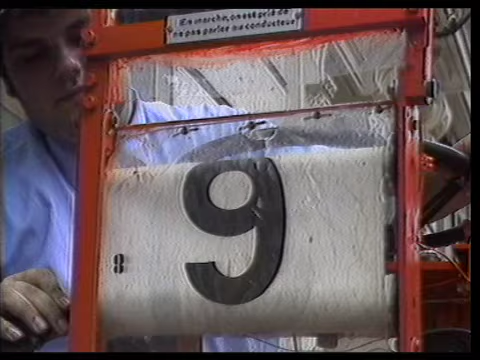 En marche, on est prié de
ne pas parler au conducteur
9
8